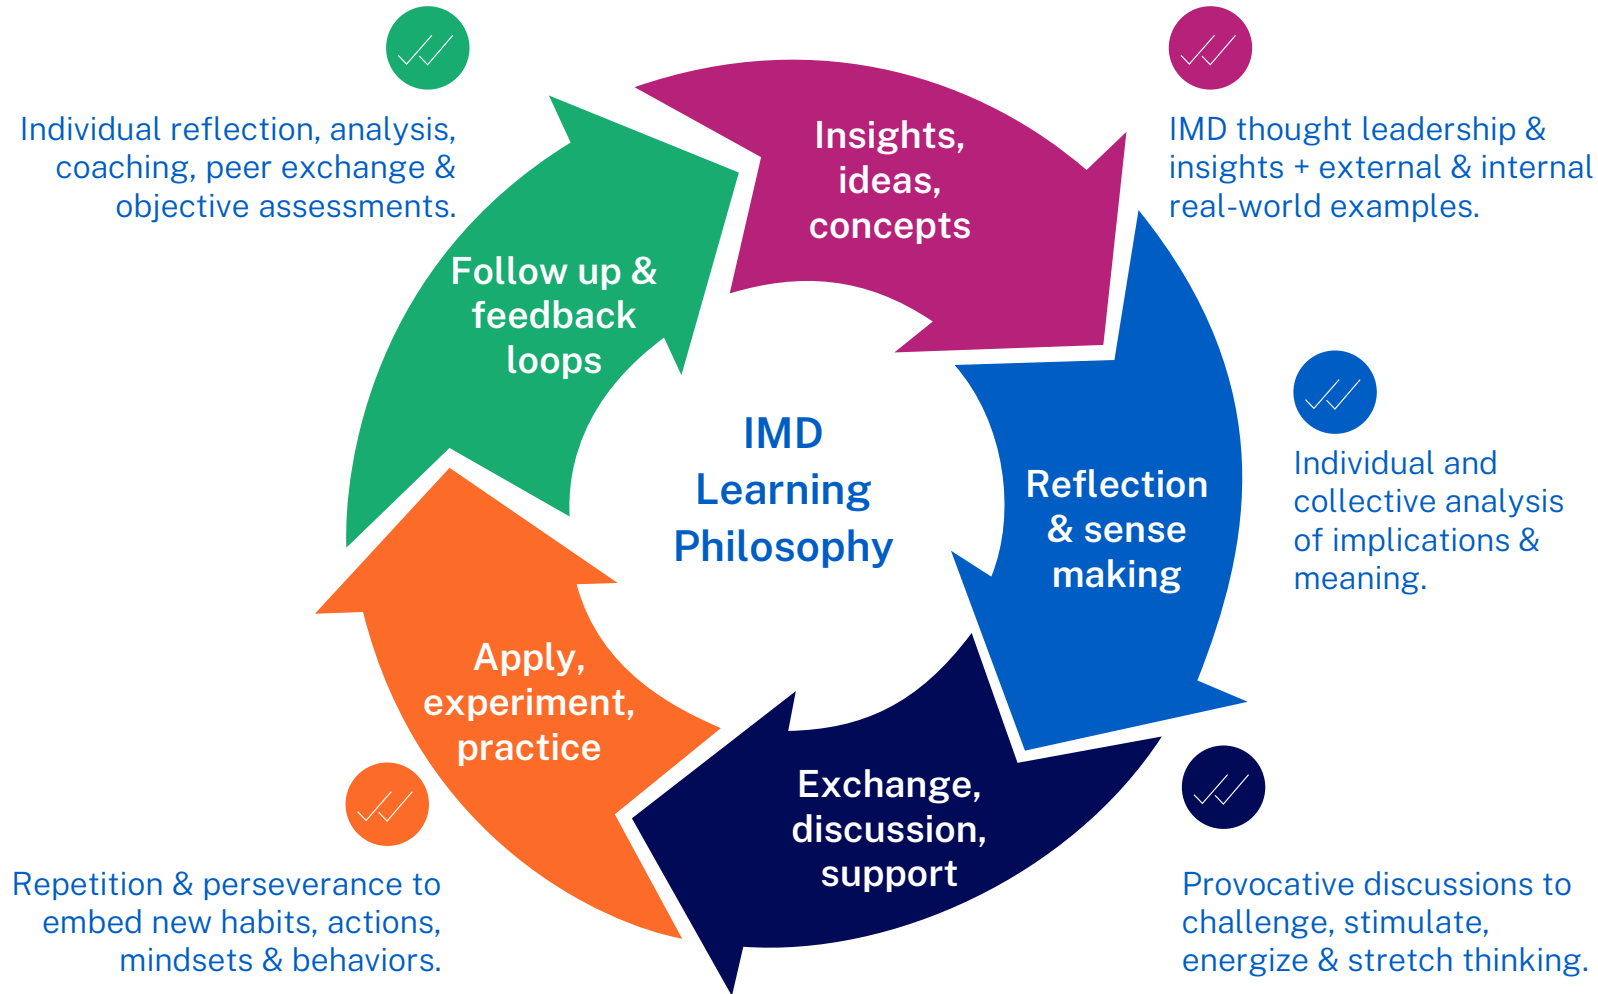 Individual reflection, analysis,
coaching, peer exchange &
objective assessments.
Insights,
ideas,
concepts
IMD thought leadership &
insights + external & internal
real-world examples.
Follow up &
feedback
loops
IMD
Learning
Philosophy
Reflection
& sense
making
Individual and
collective analysis
of implications &
meaning.
Apply,
experiment,
practice
Exchange,
discussion,
support
Repetition & perseverance to
embed new habits, actions,
mindsets & behaviors.
Provocative discussions to
challenge, stimulate,
energize & stretch thinking.